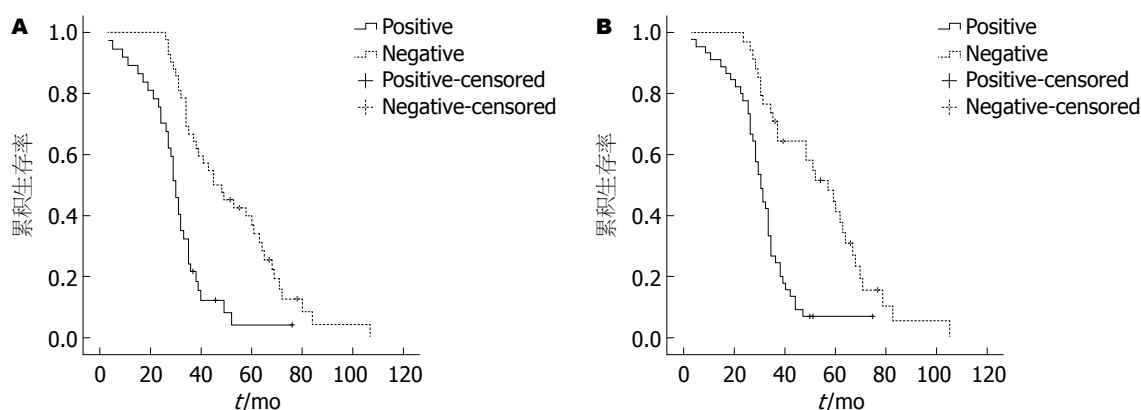 A
1.0
0.8
0.6
0.4
0.2
0.0
累积生存率
0 20 40 60 80 100 120
t/mo
Positive
Negative
Positive-censored
Negative-censored
B
1.0
0.8
0.6
0.4
0.2
0.0
累积生存率
0 20 40 60 80 100 120
t/mo
Positive
Negative
Positive-censored
Negative-censored